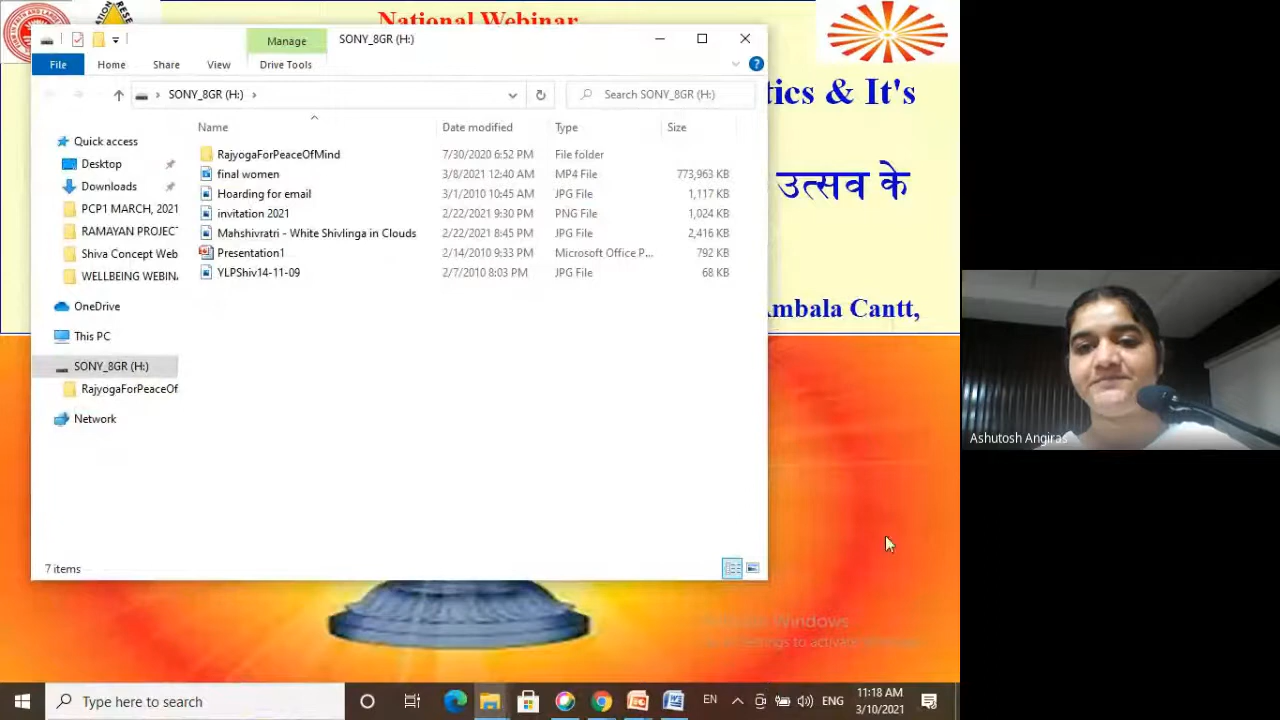 National Webinar
tics & It's
उत्सव के
Ambala Cantt,
Manage
SONY_8GR (H:)
File
Home
Share
View
Drive Tools
SONY_8GR (H:)
Search SONY_8GR (H:)
Name
Date modified
Type
Size
RajyogaForPeaceOfMind 7/30/2020 6:52 PM File folder
final women 3/8/2021 12:40 AM MP4 File 773,963 KB
Hoarding for email 3/1/2010 10:45 AM JPG File 1,117 KB
invitation 2021 2/22/2021 9:30 PM PNG File 1,024 KB
Mahshivratri - White Shivlinga in Clouds 2/22/2021 8:45 PM JPG File 2,416 KB
Presentation1 2/14/2010 9:33 PM Microsoft Office P... 792 KB
YLPShiv14-11-09 2/7/2010 8:03 PM JPG File 68 KB
Quick access
Desktop
Downloads
PCP1 MARCH, 2021
RAMAYAN PROJECT
Shiva Concept Web
WELLBEING WEBIN
OneDrive
This PC
SONY_8GR (H:)
RajyogaForPeaceOf
Network
7 items
Ashutosh Angiras
Windows
Type here to search
EN
ENG
11:18 AM
3/10/2021